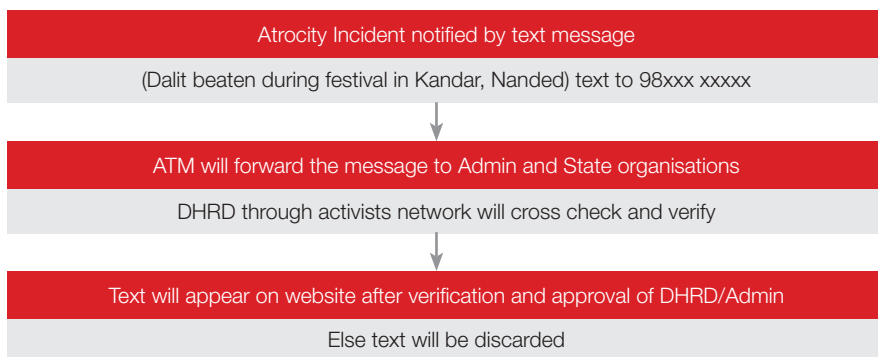 Atrocity Incident notified by text message
(Dalit beaten during festival in Kandar, Nanded) text to 98xxx xxxxx
ATM will forward the message to Admin and State organisations
DHRD through activists network will cross check and verify
Text will appear on website after verification and approval of DHRD/Admin
Else text will be discarded